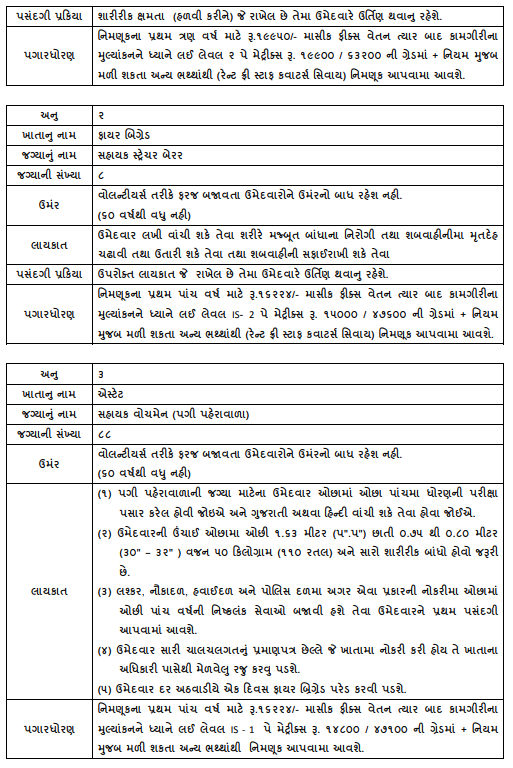 પસંદગી પ્રક્રિયા શારીરીક ક્ષમતા (હળવી કરીને) જે રાખેલ છે તેમા ઉમેદવારે ઉર્તિણ થવાનુ રહેશે.
નિમણૂકના પ્રથમ ત્રણ વર્ષ માટે રૂ.૧૯૯૫૦/- માસીક ફીક્સ વેતન ત્યાર બાદ કામગીરીના
પગારધોરણ મુલ્યાંકનને ધ્યાને લઈ લેવલ ૨ પે મેટ્રીક્સ રૂ. ૧૯૯૦૦ / ૬૩૨૦૦ ની ગ્રેડમાં + નિયમ મુજબ
મળી શકતા અન્ય ભથ્થાંથી (રેન્ટ ફ્રી સ્ટાફ ક્વાટર્સ સિવાય) નિમણૂક આપવામાં આવશે.
અનુ ૨
ખાતાનુ નામ ફાયર બ્રિગેડ
જગ્યાનું નામ સહાયક સ્ટ્રેચર બેરર
જગ્યાની સંખ્યા ૮
વોલન્ટીયર્સ તરીકે ફરજ બજાવતા ઉમેદવારોને ઉમંરનો બાધ રહેશ નહી.
ઉમંર
(૬૦ વર્ષથી વધુ નહી)
ઉમેદવાર લખી વાંચી શકે તેવા શરીરે મજબૂત બાંધાના નિરોગી તથા શબવાહીનીમા મૃતદેહ
લાયકાત
ચઢાવી તથા ઉતારી શકે તેવા તથા શબવાહીની સફાઈરાખી શકે તેવા
પસંદગી પ્રક્રિયા ઉપરોક્ત લાયકાત જે રાખેલ છે તેમા ઉમેદવારે ઉર્તિણ થવાનુ રહેશે.
નિમણૂકના પ્રથમ પાંચ વર્ષ માટે રૂ.૧૬૨૨૪/- માસીક ફીક્સ વેતન ત્યાર બાદ કામગીરીના
પગારધોરણ મુલ્યાંકનને ધ્યાને લઈ લેવલ IS- 2 પે મેટ્રીક્સ રૂ. ૧૫૦૦૦ / ૪૭૬૦૦ ની ગ્રેડમાં + નિયમ
મુજબ મળી શકતા અન્ય ભથ્થાંથી (રેન્ટ ફ્રી સ્ટાફ ક્વાટર્સ સિવાય) નિમણૂક આપવામાં આવશે.
અનુ ૩
ખાતાનુ નામ એસ્ટેટ
જગ્યાનુ નામ સહાયક વોચમેન (પગી પહેરાવાળા)
જગ્યાની સંખ્યા ૮૮
વોલન્ટીયર્સ તરીકે ફરજ બજાવતા ઉમેદવારોને ઉમંરનો બાધ રહેશ નહી.
ઉમંર
(૬૦ વર્ષથી વધુ નહી)
(૧) પગી પહેરાવાળાની જગ્યા માટેના ઉમેદવાર ઓછામાં ઓછા પાંચમા ધોરણની પરીક્ષા
પસાર કરેલ હોવી જોઇએ અને ગુજરાતી અથવા હિન્દી વાંચી શકે તેવા હોવા જોઇએ.
(૨) ઉમેદવારની ઉંચાઈ ઓછામા ઓછી ૧.૬૩ મીટર (૫".૫") છાતી ૦.૭૫ થી ૦.૮૦ મીટર
(૩૦" – ૩૨" ) વજન ૫૦ કિલોગ્રામ (૧૧૦ રતલ) અને સારો શારીરીક બાંધો હોવો જરૂરી
છે.
લાયકાત (૩) લશ્કર, નૌકાદળ, હવાઈદળ અને પોલિસ દળમા અગર એવા પ્રકારની નોકરીમા ઓછામાં
ઓછી પાંચ વર્ષની નિષ્કલંક સેવાઓ બજાવી હશે તેવા ઉમેદવારને પ્રથમ પસંદગી
આપવામાં આવશે.
(૪) ઉમેદવાર સારી ચાલચલગતનું પ્રમાણપત્ર છેલ્લે જે ખાતામા નોકરી કરી હોય તે ખાતાના
અધિકારી પાસેથી મેળવેલુ રજુ કરવુ પડશે.
(૫) ઉમેદવાર દર અઠવાડીયે એક દિવસ ફાયર બ્રિગેડ પરેડ કરવી પડશે.
નિમણૂકના પ્રથમ પાંચ વર્ષ માટે રૂ.૧૬૨૨૪/- માસીક ફીક્સ વેતન ત્યાર બાદ કામગીરીના
પગારધોરણ મુલ્યાંકનને ધ્યાને લઈ લેવલ IS - 1 પે મેટ્રીક્સ રૂ. ૧૪૮૦૦ / ૪૭૧૦૦ ની ગ્રેડમાં + નિયમ
મુજબ મળી શકતા અન્ય ભથ્થાંથી નિમણૂક આપવામા આવશે.